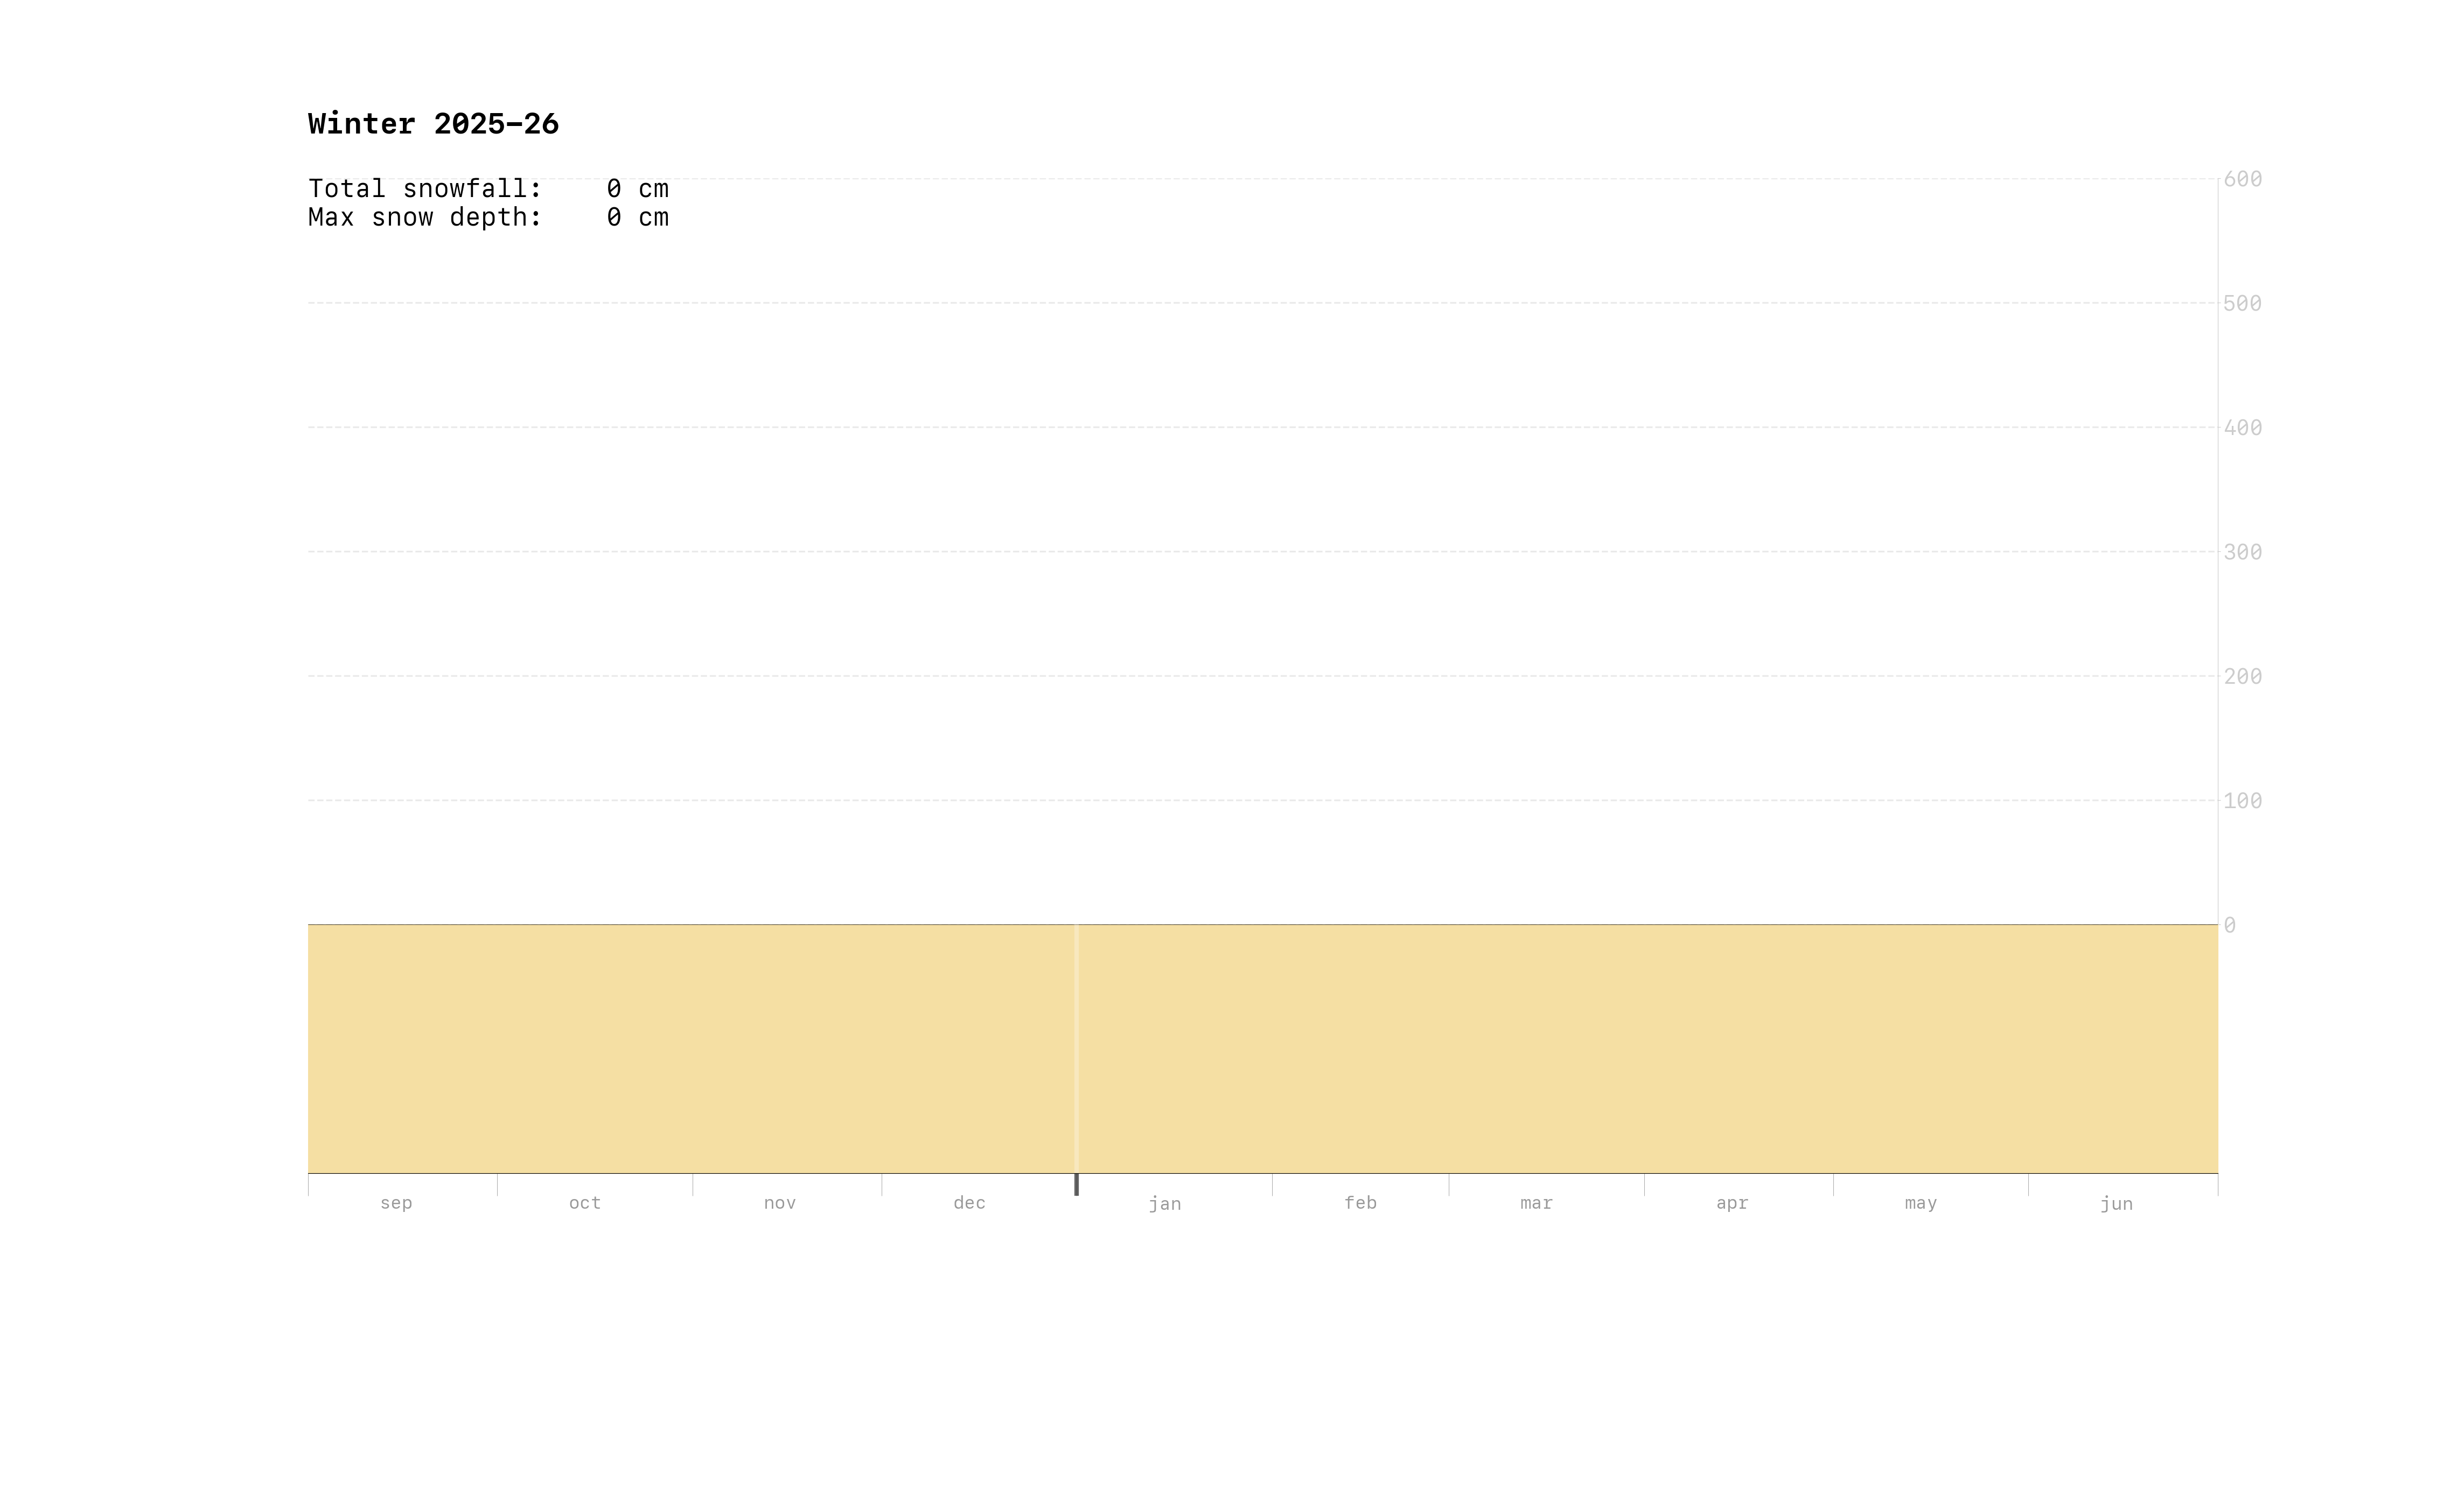 Winter 2025–26
Total snowfall: 0 cm
Max snow depth: 0 cm
600
500
400
300
200
100
0
sep oct nov dec jan feb mar apr may jun